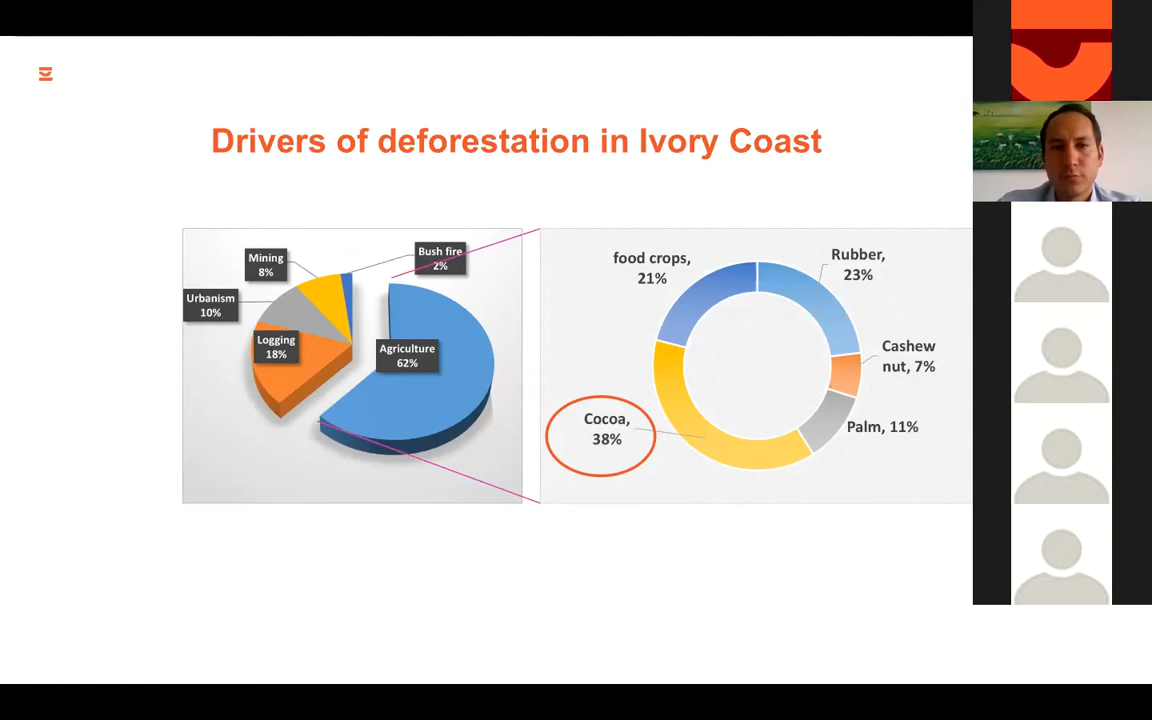 Drivers of deforestation in Ivory Coast
Bush fire
2%
Mining
8%
Urbanism
10%
Logging
18%
Agriculture
62%
food crops,
21%
Rubber,
23%
Cashew
nut, 7%
Cocoa,
38%
Palm, 11%